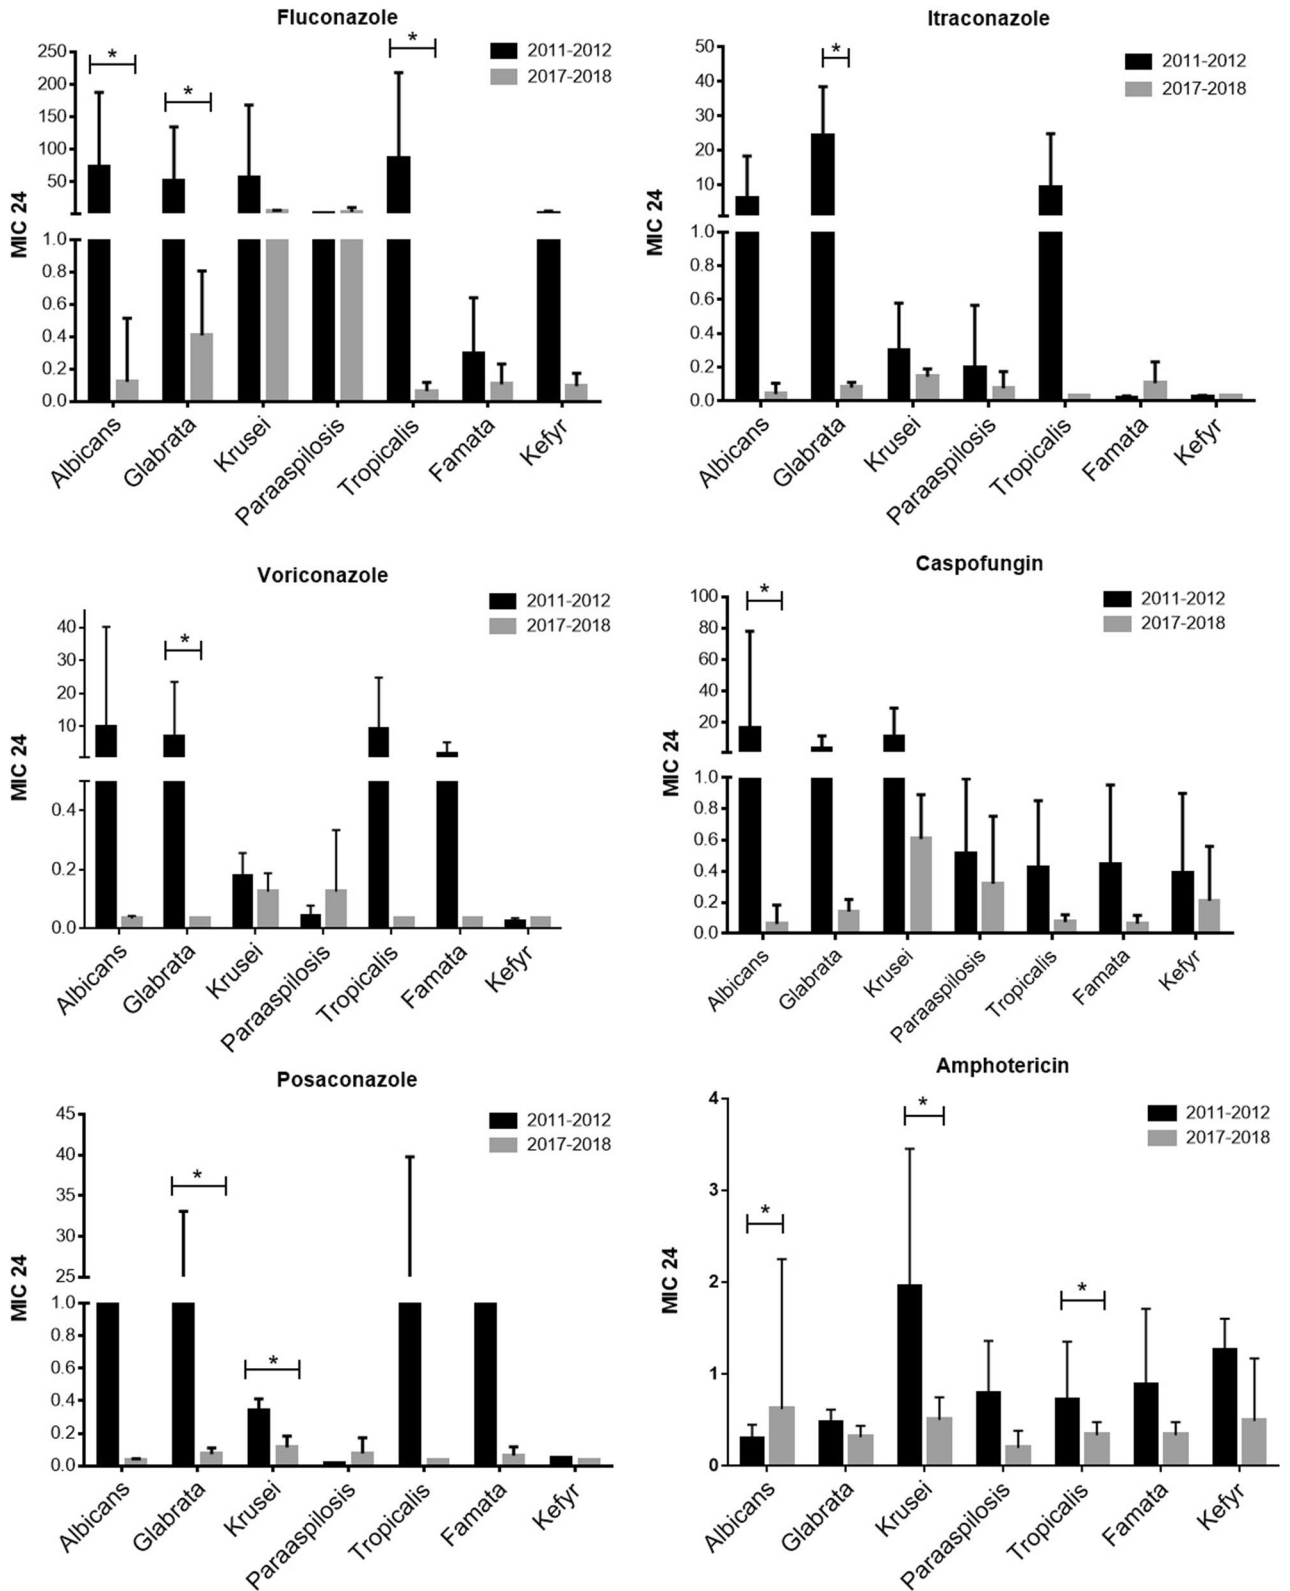 Fluconazole
*
*
*
2011-2012
2017-2018
MIC 24
250
200
150
100
50
1.0
0.8
0.6
0.4
0.2
0.0
Albicans
Glabrata
Krusei
Paraaspilosis
Tropicalis
Famata
Kefyr
Itraconazole
*
2011-2012
2017-2018
MIC 24
50
40
30
20
10
1.0
0.8
0.6
0.4
0.2
0.0
Albicans
Glabrata
Krusei
Paraaspilosis
Tropicalis
Famata
Kefyr
Voriconazole
*
2011-2012
2017-2018
MIC 24
40
30
20
10
0.4
0.2
0.0
Albicans
Glabrata
Krusei
Paraaspilosis
Tropicalis
Famata
Kefyr
Caspofungin
*
2011-2012
2017-2018
MIC 24
100
80
60
40
20
1.0
0.8
0.6
0.4
0.2
0.0
Albicans
Glabrata
Krusei
Paraaspilosis
Tropicalis
Famata
Kefyr
Posaconazole
*
*
2011-2012
2017-2018
MIC 24
45
40
35
30
25
1.0
0.8
0.6
0.4
0.2
0.0
Albicans
Glabrata
Krusei
Paraaspilosis
Tropicalis
Famata
Kefyr
Amphotericin
*
*
*
2011-2012
2017-2018
MIC 24
4
3
2
1
0
Albicans
Glabrata
Krusei
Paraaspilosis
Tropicalis
Famata
Kefyr